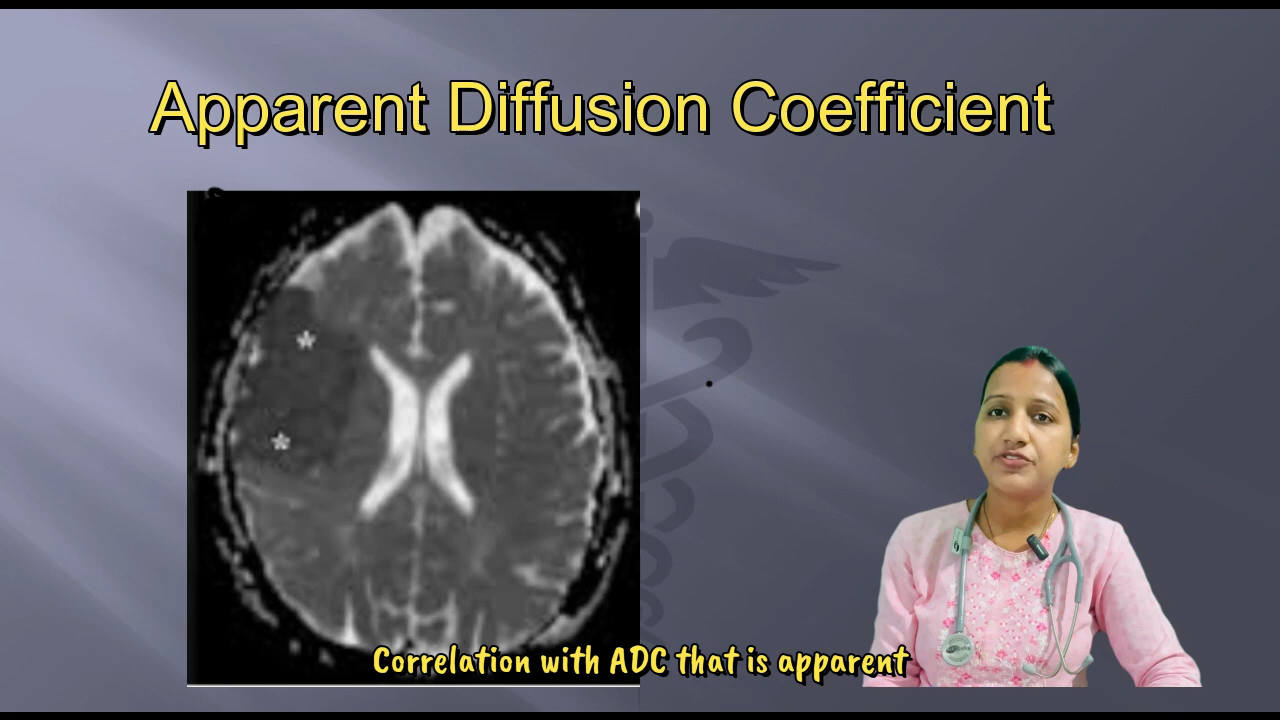 Apparent Diffusion Coefficient
Correlation with ADC that is apparent